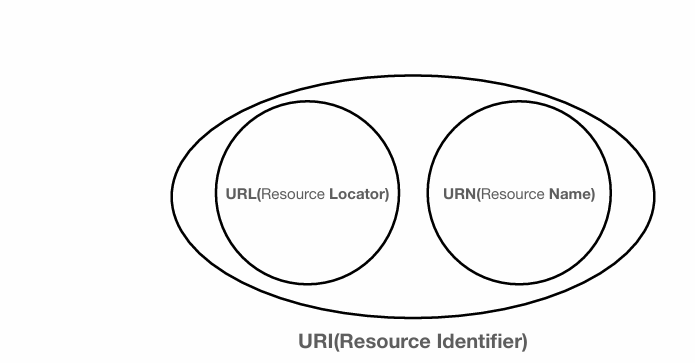 URL(Resource Locator)
URN(Resource Name)
URI(Resource Identifier)